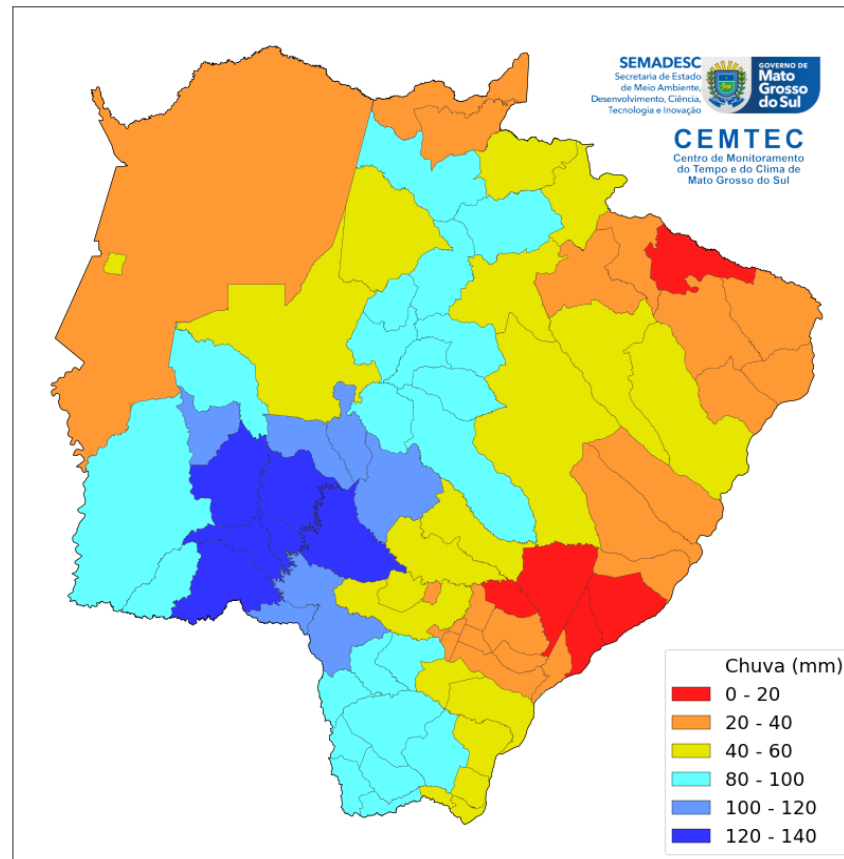 SEMADESC
Secretaria de Estado
de Meio Ambiente,
Desenvolvimento, Ciência,
Tecnologia e Inovação
GOVERNO DE
Mato
Grosso
do Sul
CEMTEC
Centro de Monitoramento
do Tempo e do Clima de
Mato Grosso do Sul
Chuva (mm)
0 - 20
20 - 40
40 - 60
80 - 100
100 - 120
120 - 140